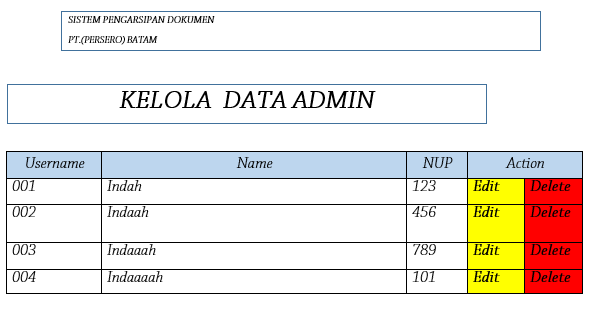 SISTEM PENGARSIPAN DOKUMEN
PT.(PERSERO) BATAM
KELOLA DATA ADMIN
Username Name NUP Action
001 Indah 123 Edit Delete
002 Indaah 456 Edit Delete
003 Indaaah 789 Edit Delete
004 Indaaaah 101 Edit Delete